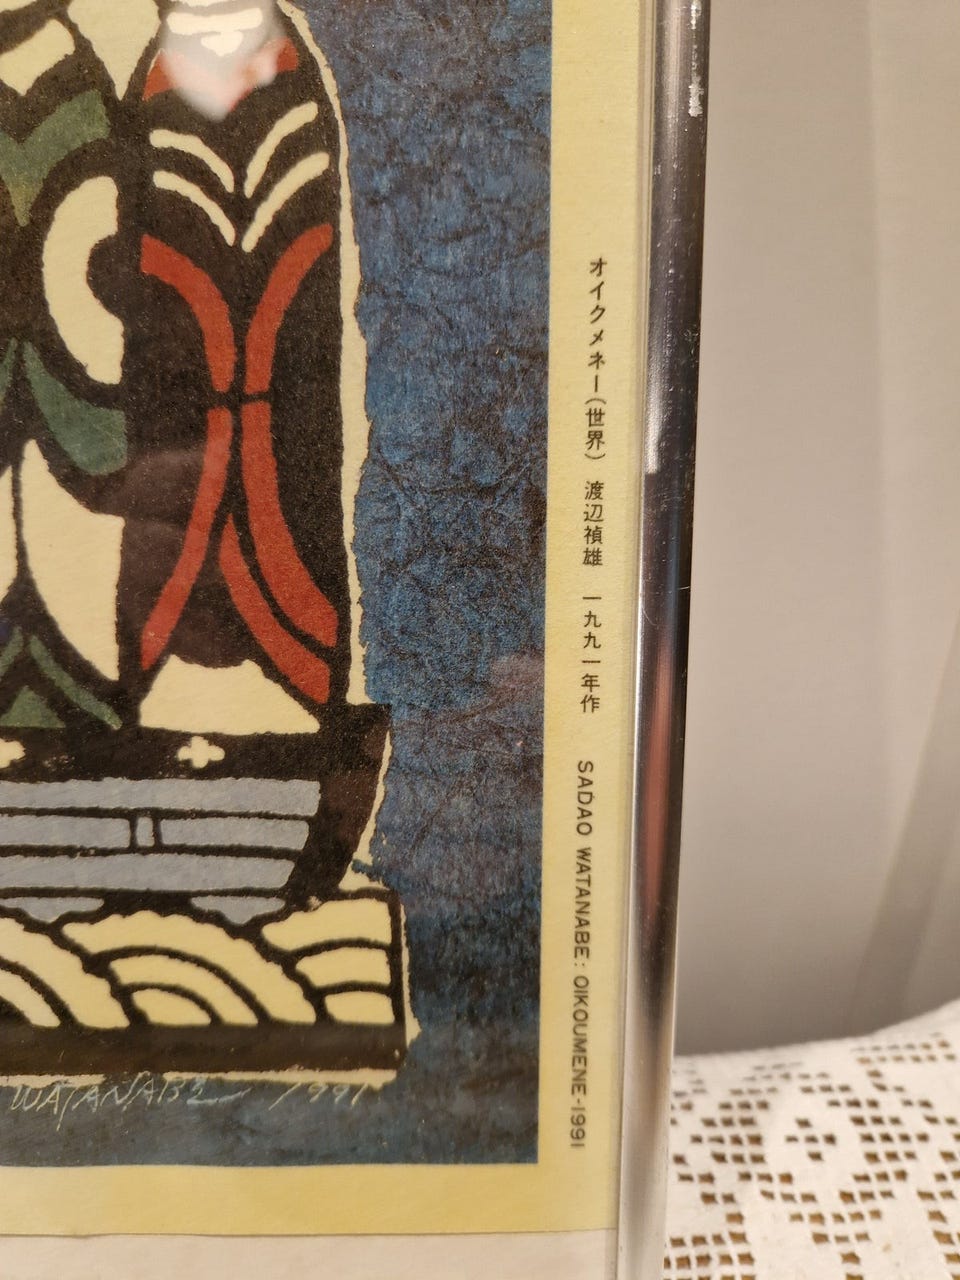 オイクメネー(世界) 渡辺禎雄 一九九一年作 SADAO WATANABE: OIKOUMENE-1991
WATANABE 1991